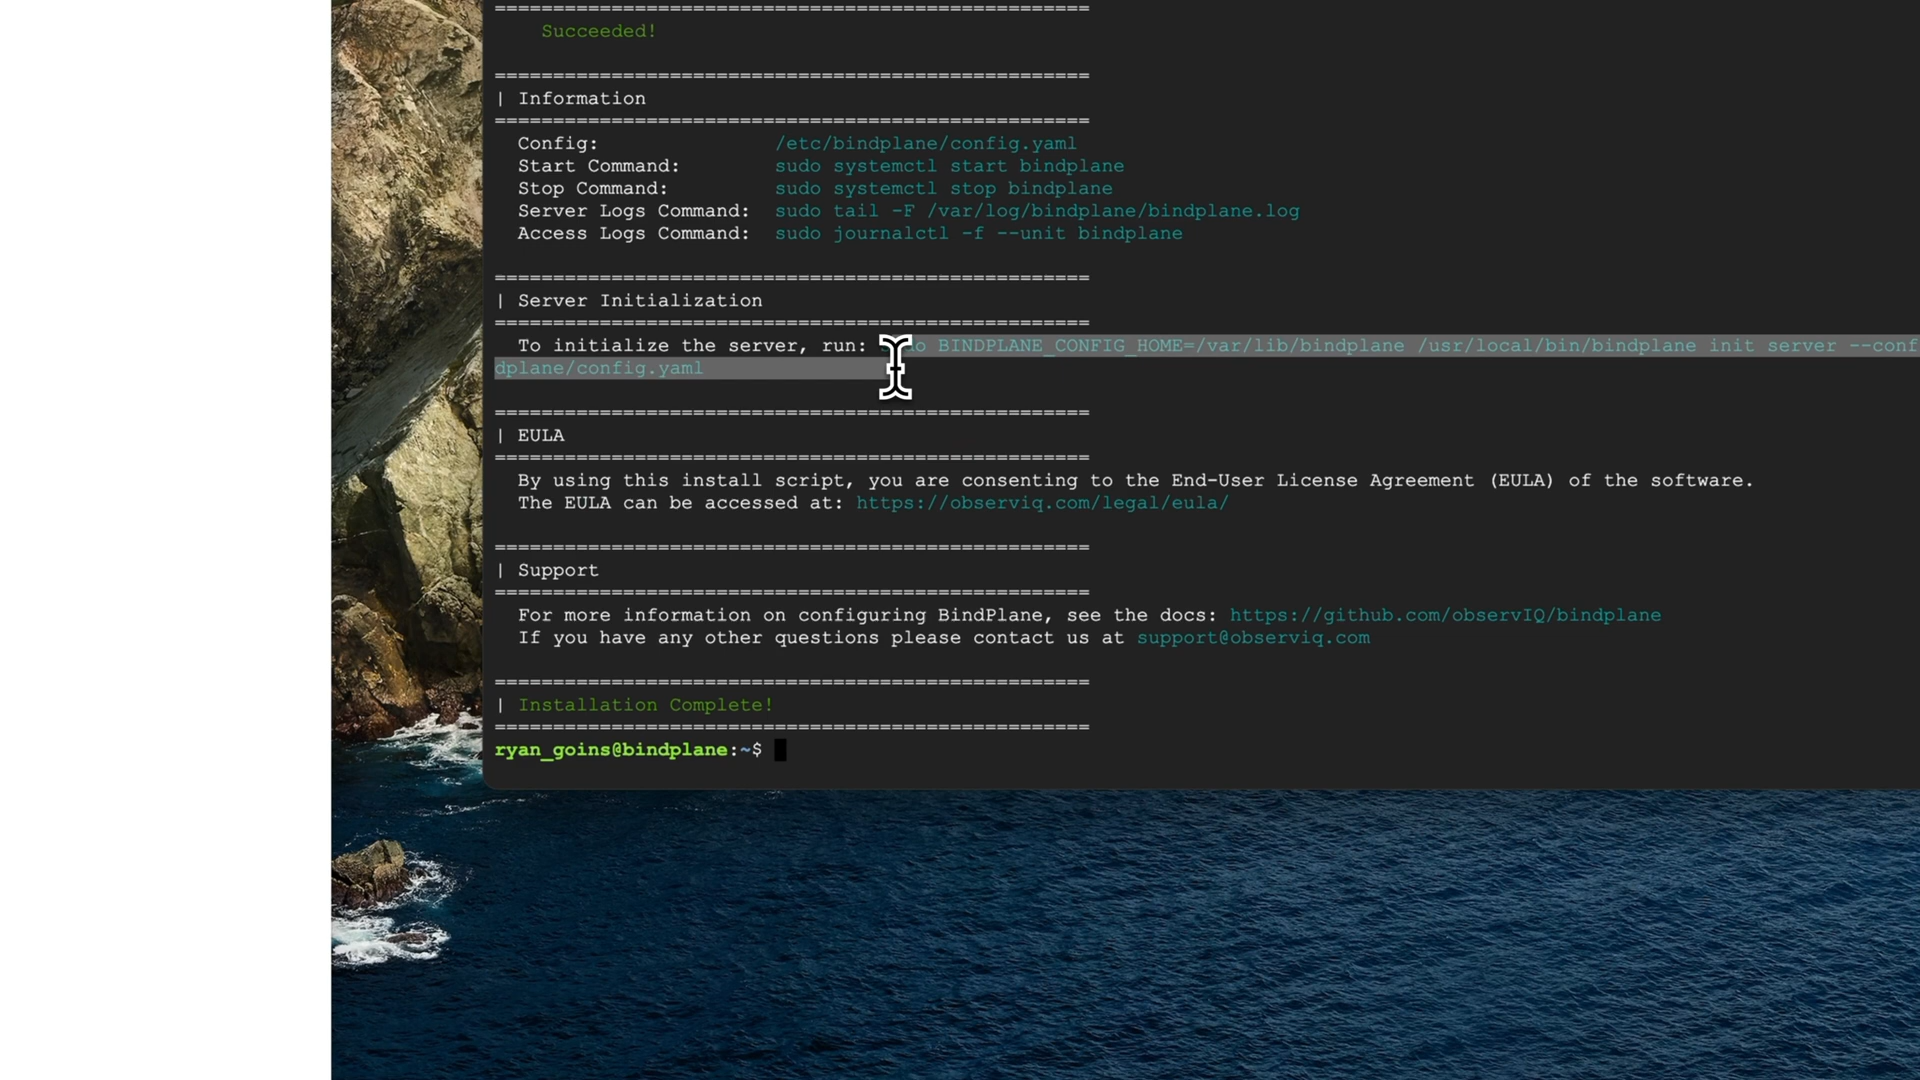 =================================================== 
Succeeded!
===================================================
| Information
===================================================
Config: /etc/bindplane/config.yaml
Start Command: sudo systemctl start bindplane
Stop Command: sudo systemctl stop bindplane
Server Logs Command: sudo tail -F /var/log/bindplane/bindplane.log
Access Logs Command: sudo journalctl -f --unit bindplane
===================================================
| Server Initialization
===================================================
To initialize the server, run: BINDPLANE_CONFIG_HOME=/var/lib/bindplane /usr/local/bin/bindplane init server --conf
dplane/config.yaml
===================================================
| EULA
===================================================
By using this install script, you are consenting to the End-User License Agreement (EULA) of the software.
The EULA can be accessed at: https://observiq.com/legal/eula/
===================================================
| Support
===================================================
For more information on configuring BindPlane, see the docs: https://github.com/observIQ/bindplane
If you have any other questions please contact us at support@observiq.com
===================================================
| Installation Complete!
===================================================
ryan_goins@bindplane:~$